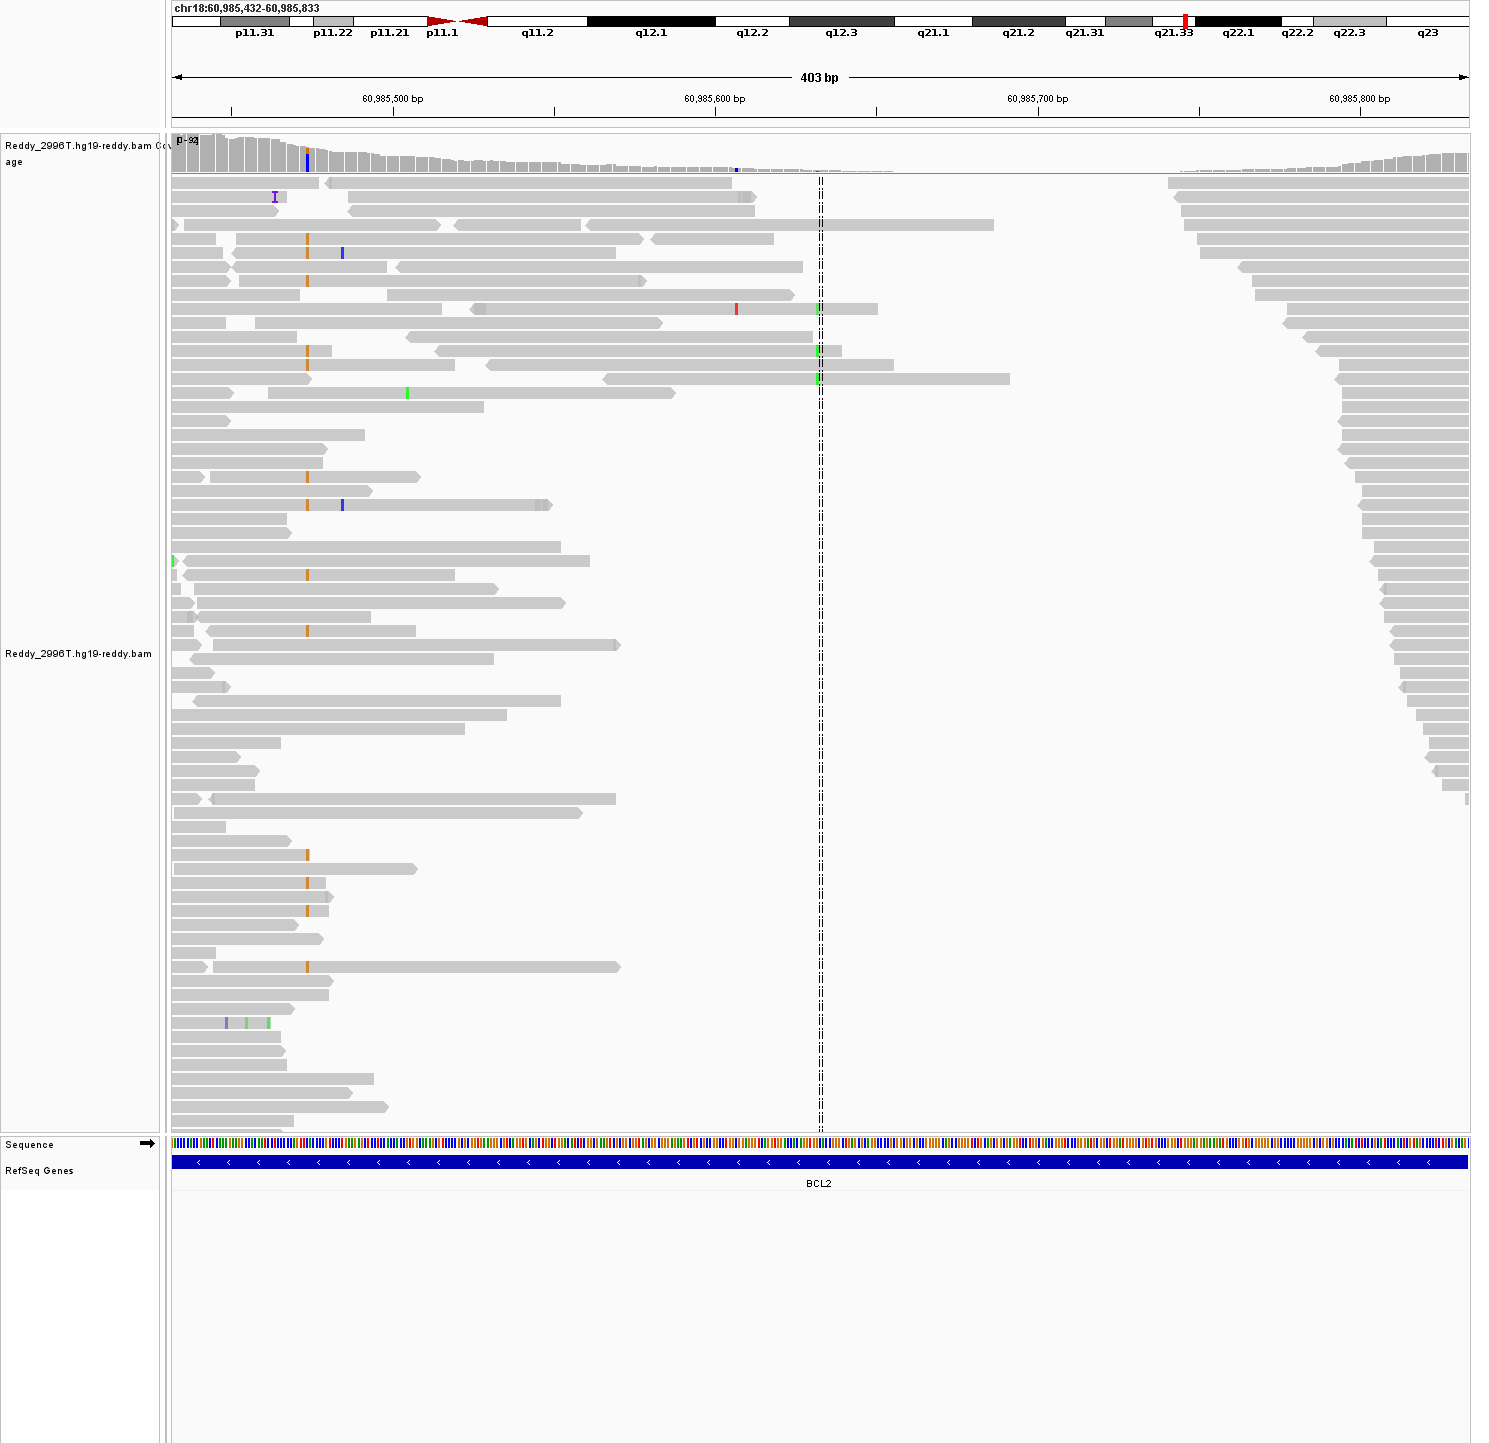 chr18:60,985,432-60,985,833
p11.31 p11.22 p11.21 p11.1 q11.2 q12.1 q12.2 q12.3 q21.1 q21.2 q21.31 q21.33 q22.1 q22.2 q22.3 q23
403 bp
60,985,500 bp 60,985,600 bp 60,985,700 bp 60,985,800 bp
[0-92]
Reddy_2996T.hg19-reddy.bam Cov
age
Reddy_2996T.hg19-reddy.bam
Sequence
RefSeq Genes
BCL2